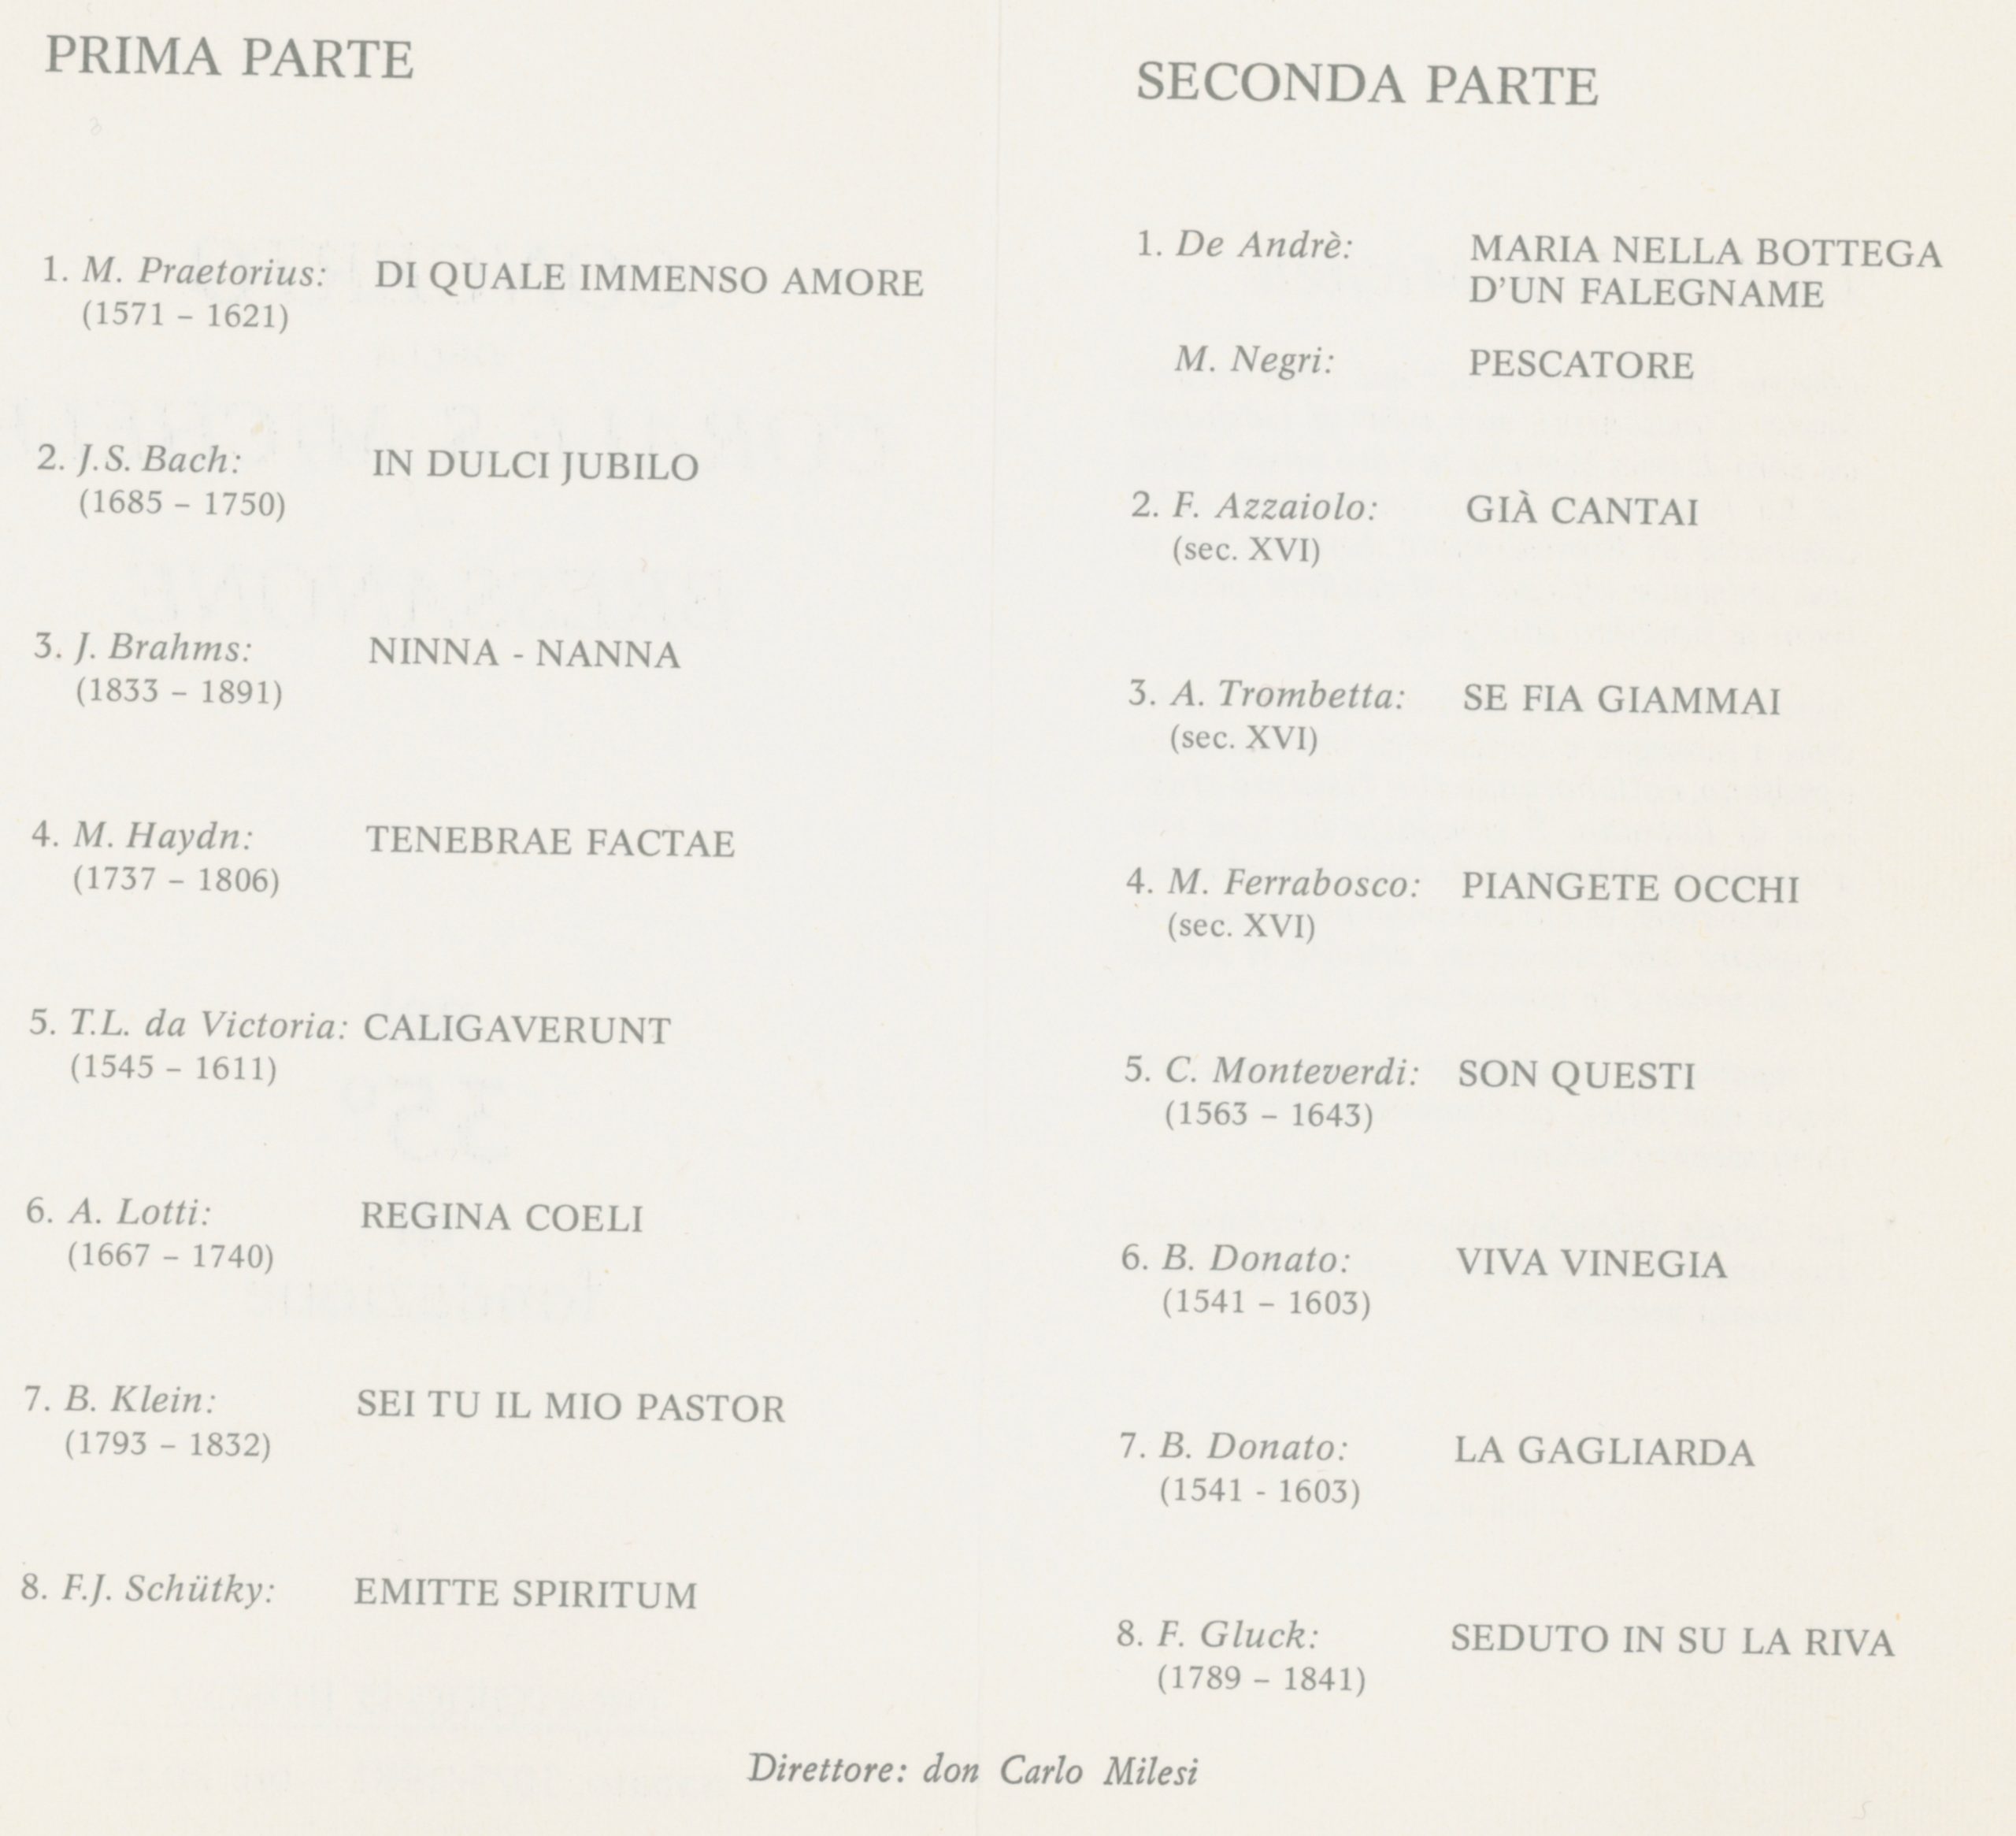 PRIMA PARTE
1. M. Praetorius: DI QUALE IMMENSO AMORE
(1571 – 1621)
2. J.S. Bach: IN DULCI JUBILO
(1685 – 1750)
3. J. Brahms: NINNA - NANNA
(1833 – 1891)
4. M. Haydn: TENEBRAE FACTAE
(1737 – 1806)
5. T.L. da Victoria: CALIGAVERUNT
(1545 – 1611)
6. A. Lotti: REGINA COELI
(1667 – 1740)
7. B. Klein: SEI TU IL MIO PASTOR
(1793 – 1832)
8. F.J. Schütky: EMITTE SPIRITUM
SECONDA PARTE
1. De Andrè: MARIA NELLA BOTTEGA
D'UN FALEGNAME
M. Negri: PESCATORE
2. F. Azzaiolo: GIÀ CANTAI
(sec. XVI)
3. A. Trombetta: SE FIA GIAMMAI
(sec. XVI)
4. M. Ferrabosco: PIANGETE OCCHI
(sec. XVI)
5. C. Monteverdi: SON QUESTI
(1563 – 1643)
6. B. Donato: VIVA VINEGIA
(1541 – 1603)
7. B. Donato: LA GAGLIARDA
(1541 - 1603)
8. F. Gluck: SEDUTO IN SU LA RIVA
(1789 – 1841)
Direttore: don Carlo Milesi